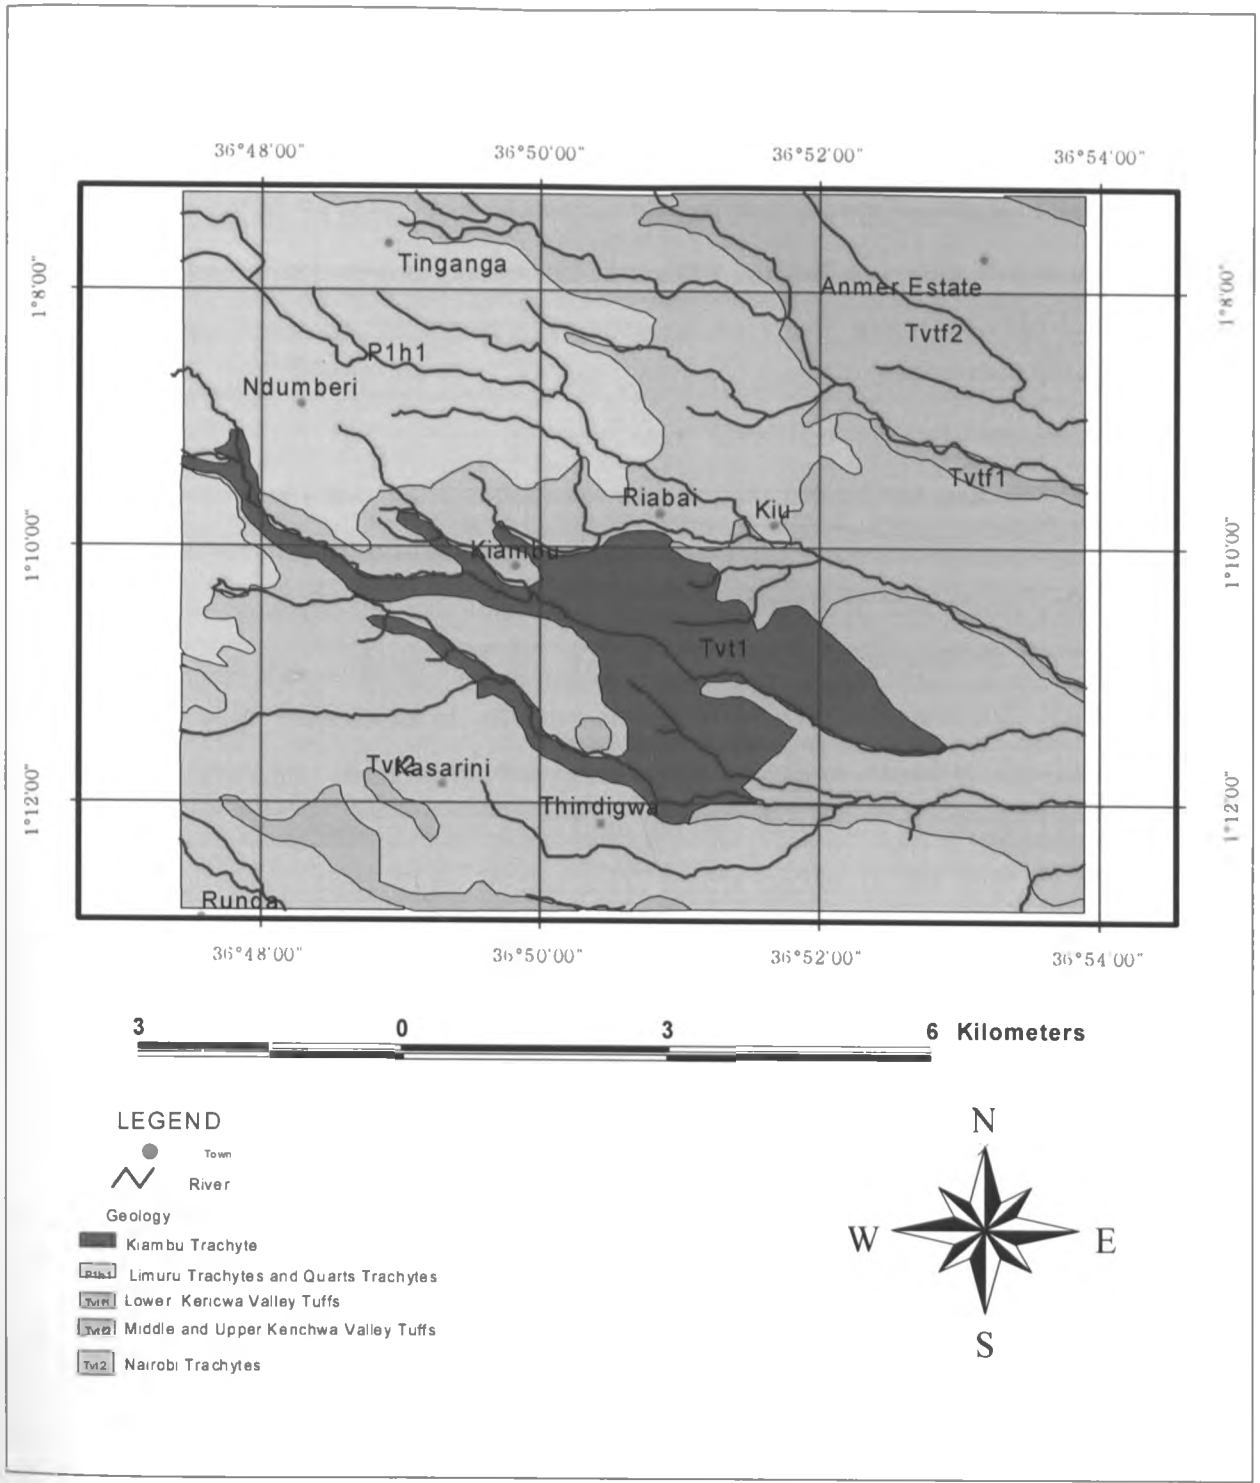 36°48'00" 36°50'00" 36°52'00" 36°54'00"
Tinganga
1°8'00" 1°8'00"
Anmer Estate
Tvtf2
P1h1
Ndumberi
Tvtf1
Riabai
Kiu
1°10'00" 1°10'00"
Kiambu
Tvt1
Tvt2
Kasarini
1°12'00" 1°12'00"
Thindigwa
Runda
36°48'00" 36°50'00" 36°52'00" 36°54'00"
3 0 3 6 Kilometers
LEGEND
Town
River
Geology
Kiambu Trachyte
P1h1 Limuru Trachytes and Quarts Trachytes
Tvtf1 Lower Kericwa Valley Tuffs
Tvtf2 Middle and Upper Kenchwa Valley Tuffs
Tvt2 Nairobi Trachytes
N
W E
S